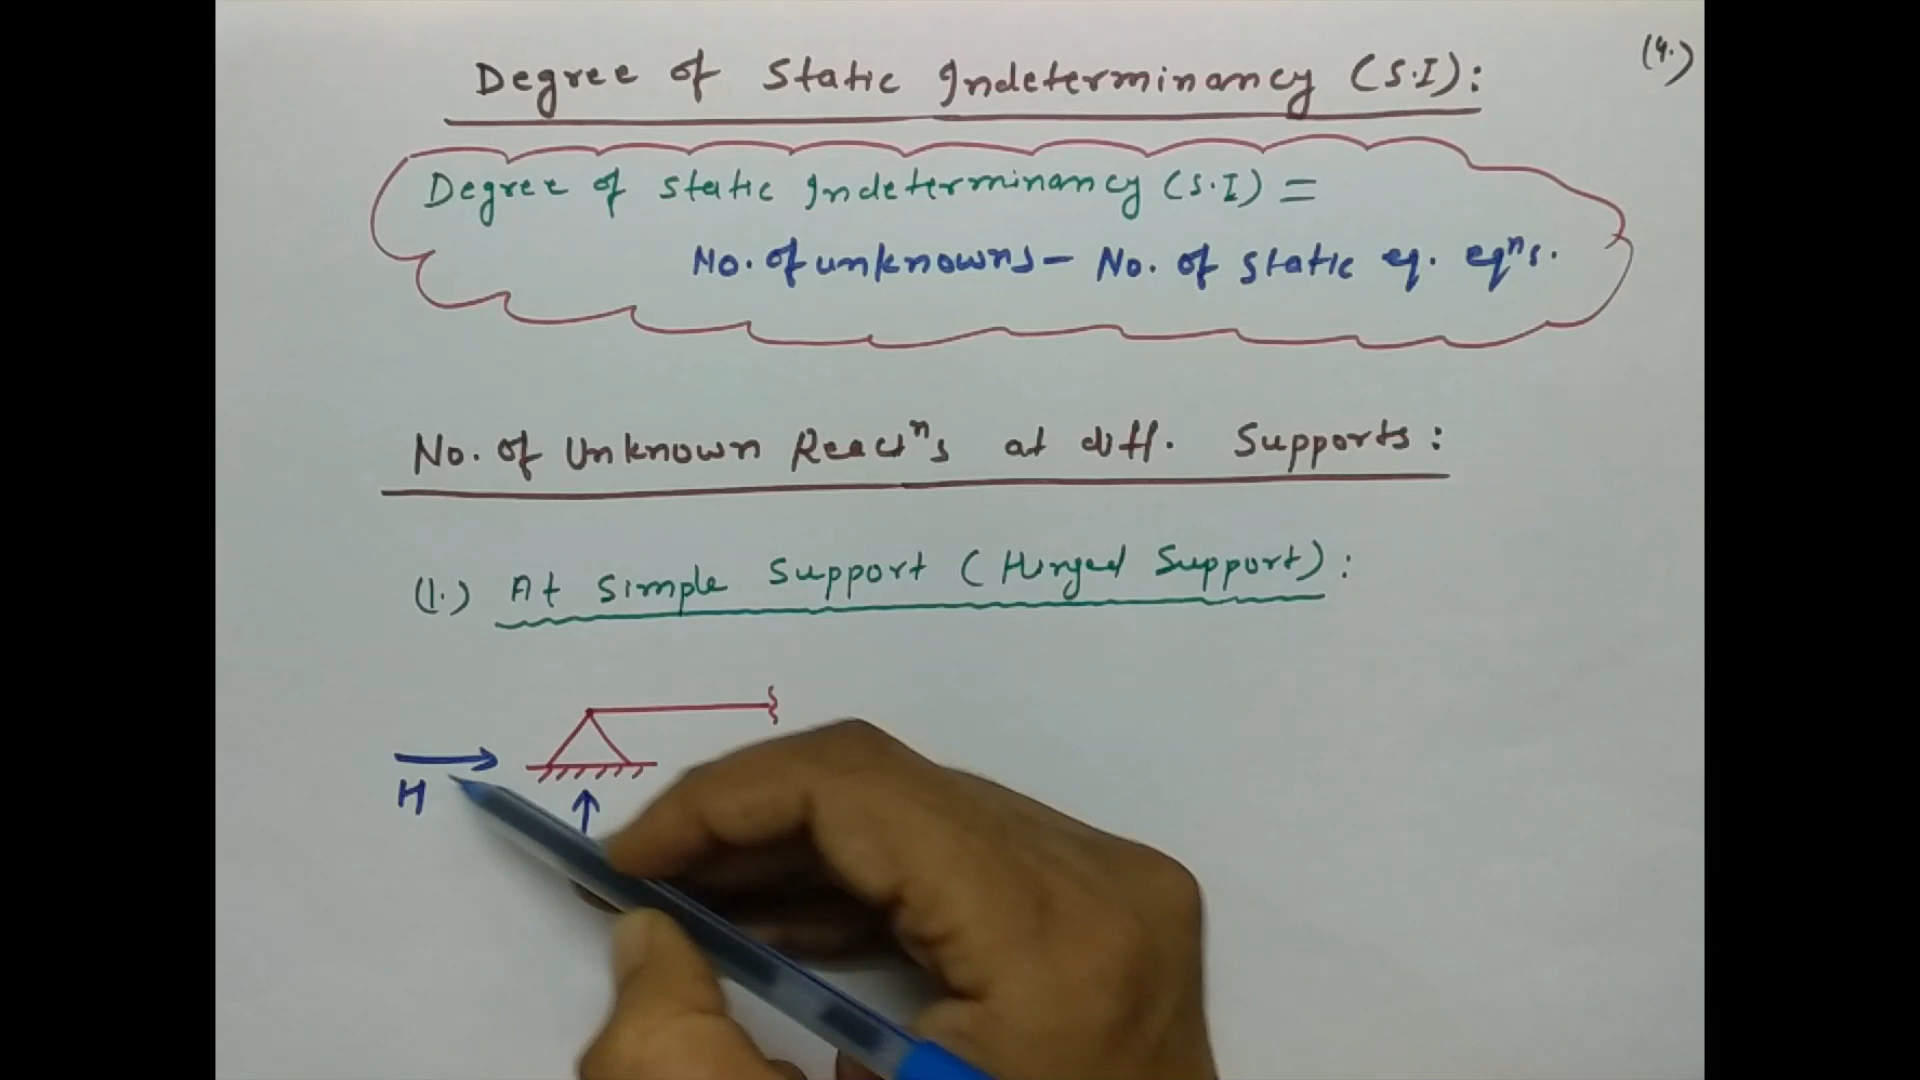 (4.)
Degree of Static Indeterminancy (S.I):
Degree of static Indeterminancy (S.I) =
No. of unknowns - No. of static eq. eqⁿs.
No. of Unknown Reactⁿs at diff. Supports:
(1.) At Simple Support (Hinged Support):
H